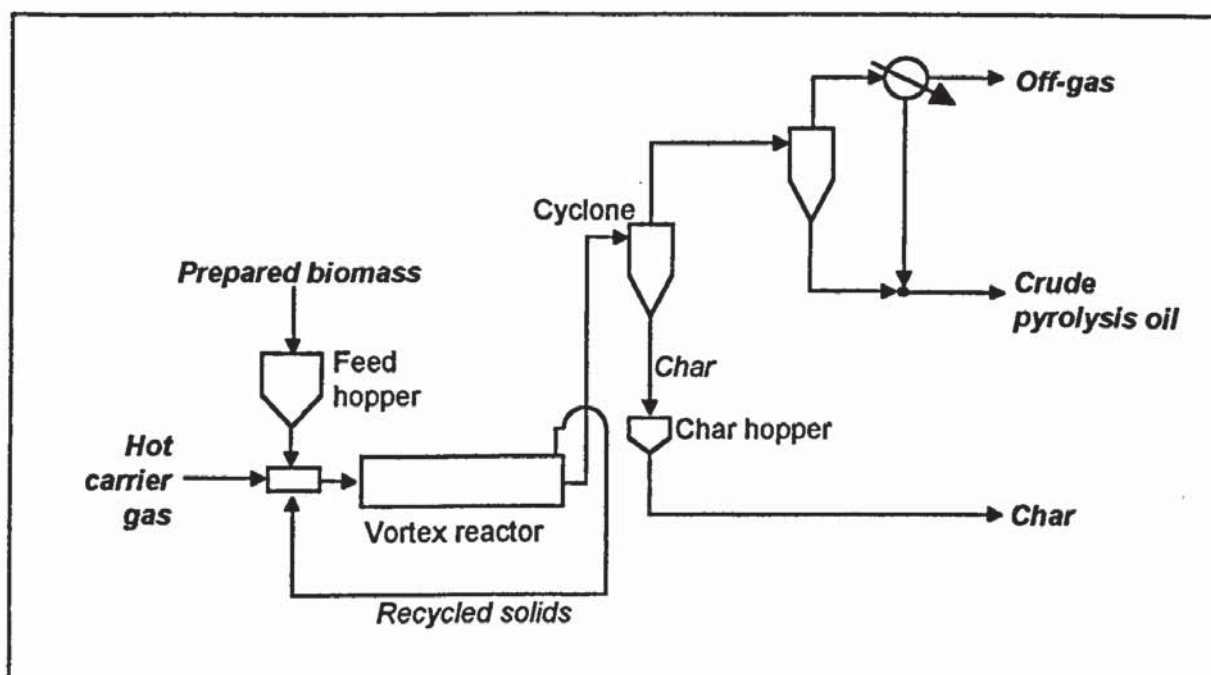 Off-gas
Cyclone
Prepared biomass
Crude
pyrolysis oil
Feed
hopper
Char
Char hopper
Hot
carrier
gas
Vortex reactor
Char
Recycled solids